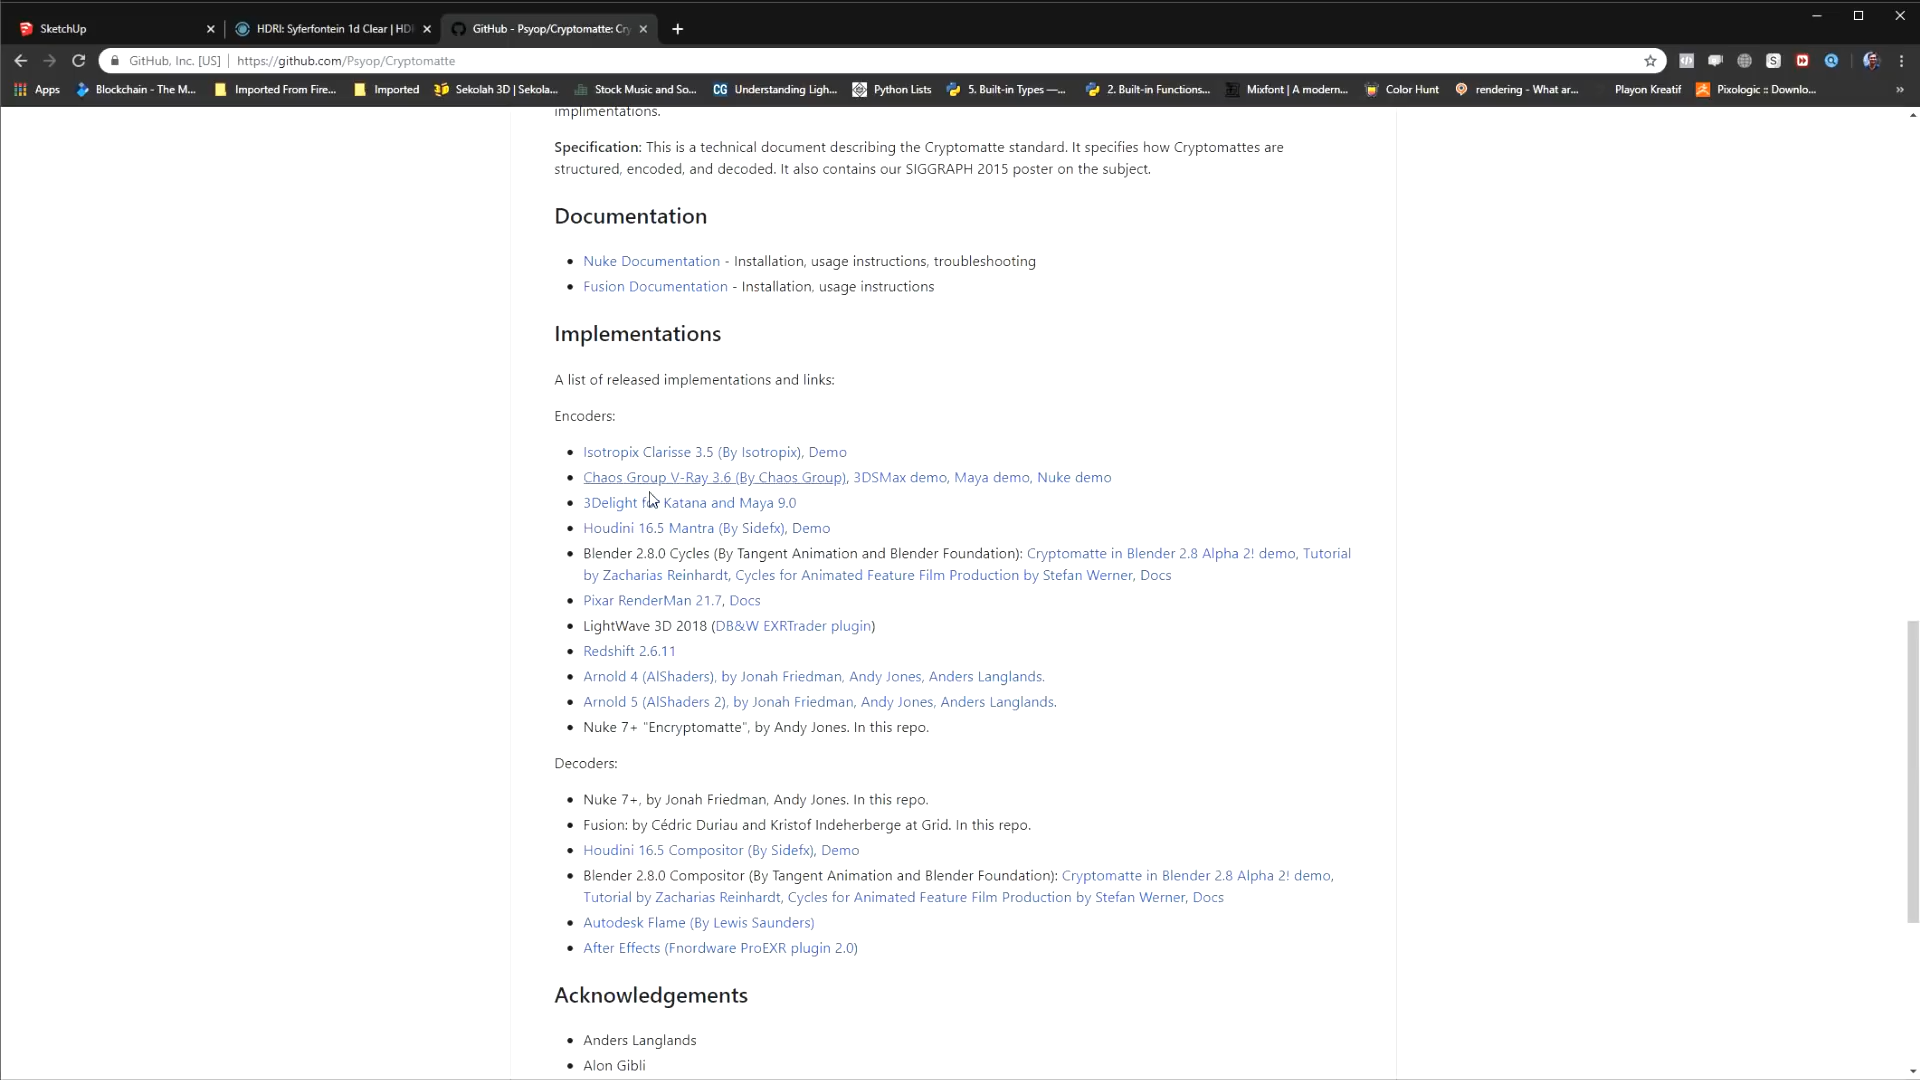 SketchUp
HDRI: Syferfontein 1d Clear | HD
GitHub - Psyop/Cryptomatte: Cry
GitHub, Inc. [US] | https://github.com/Psyop/Cryptomatte
Apps
Blockchain - The M...
Imported From Fire...
Imported
Sekolah 3D | Sekola...
Stock Music and So...
CG Understanding Ligh...
Python Lists
5. Built-in Types —...
2. Built-in Functions...
Mixfont | A modern...
Color Hunt
rendering - What ar...
Playon Kreatif
Pixologic :: Downlo...
»
implimentations.
Specification: This is a technical document describing the Cryptomatte standard. It specifies how Cryptomattes are
structured, encoded, and decoded. It also contains our SIGGRAPH 2015 poster on the subject.
Documentation
Nuke Documentation - Installation, usage instructions, troubleshooting
Fusion Documentation - Installation, usage instructions
Implementations
A list of released implementations and links:
Encoders:
Isotropix Clarisse 3.5 (By Isotropix), Demo
Chaos Group V-Ray 3.6 (By Chaos Group), 3DSMax demo, Maya demo, Nuke demo
3Delight for Katana and Maya 9.0
Houdini 16.5 Mantra (By Sidefx), Demo
Blender 2.8.0 Cycles (By Tangent Animation and Blender Foundation): Cryptomatte in Blender 2.8 Alpha 2! demo, Tutorial
by Zacharias Reinhardt, Cycles for Animated Feature Film Production by Stefan Werner, Docs
Pixar RenderMan 21.7, Docs
LightWave 3D 2018 (DB&W EXRTrader plugin)
Redshift 2.6.11
Arnold 4 (AlShaders), by Jonah Friedman, Andy Jones, Anders Langlands.
Arnold 5 (AlShaders 2), by Jonah Friedman, Andy Jones, Anders Langlands.
Nuke 7+ "Encryptomatte", by Andy Jones. In this repo.
Decoders:
Nuke 7+, by Jonah Friedman, Andy Jones. In this repo.
Fusion: by Cédric Duriau and Kristof Indeherberge at Grid. In this repo.
Houdini 16.5 Compositor (By Sidefx), Demo
Blender 2.8.0 Compositor (By Tangent Animation and Blender Foundation): Cryptomatte in Blender 2.8 Alpha 2! demo,
Tutorial by Zacharias Reinhardt, Cycles for Animated Feature Film Production by Stefan Werner, Docs
Autodesk Flame (By Lewis Saunders)
After Effects (Fnordware ProEXR plugin 2.0)
Acknowledgements
Anders Langlands
Alon Gibli